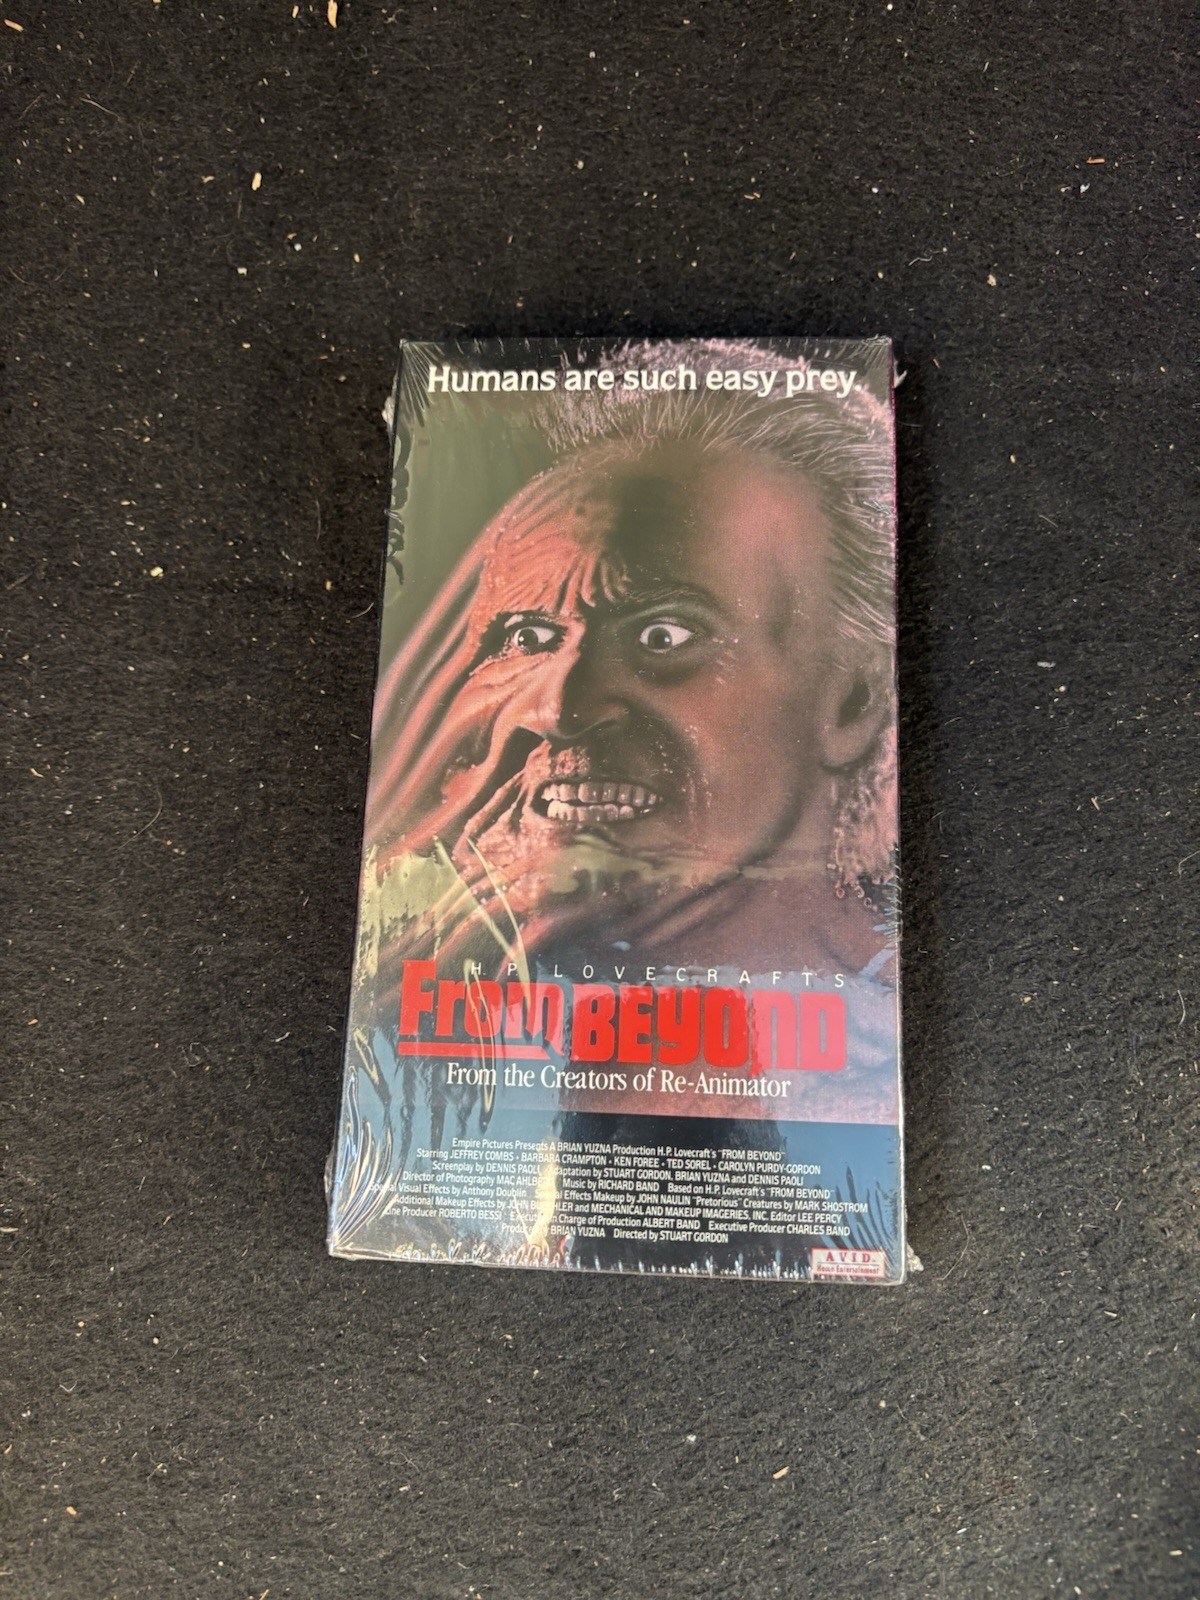 Humans are such easy prey.
H. P. LOVECRAFT'S
From BEYOND
From the Creators of Re-Animator
Empire Pictures Presents A BRIAN YUZNA Production H.P. Lovecraft's "FROM BEYOND"
Starring JEFFREY COMBS • BARBARA CRAMPTON • KEN FOREE • TED SOREL • CAROLYN PURDY-GORDON
Screenplay by DENNIS PAOLI Adaptation by STUART GORDON, BRIAN YUZNA and DENNIS PAOLI
Director of Photography MAC Music by RICHARD BAND Based on H.P. Lovecraft's "FROM BEYOND"
Special Visual Effects by Anthony Doublin Special Effects Makeup by JOHN NAULIN "Pretorious" Creatures by MARK SHOSTROM
Additional Makeup Effects by JOHN and MECHANICAL AND MAKEUP IMAGERIES, INC. Editor LEE PERCY
Line Producer ROBERTO BESSI Executive in Charge of Production ALBERT BAND Executive Producer CHARLES BAND
Produced by BRIAN YUZNA Directed by STUART GORDON
A.V.I.D.
Home Entertainment